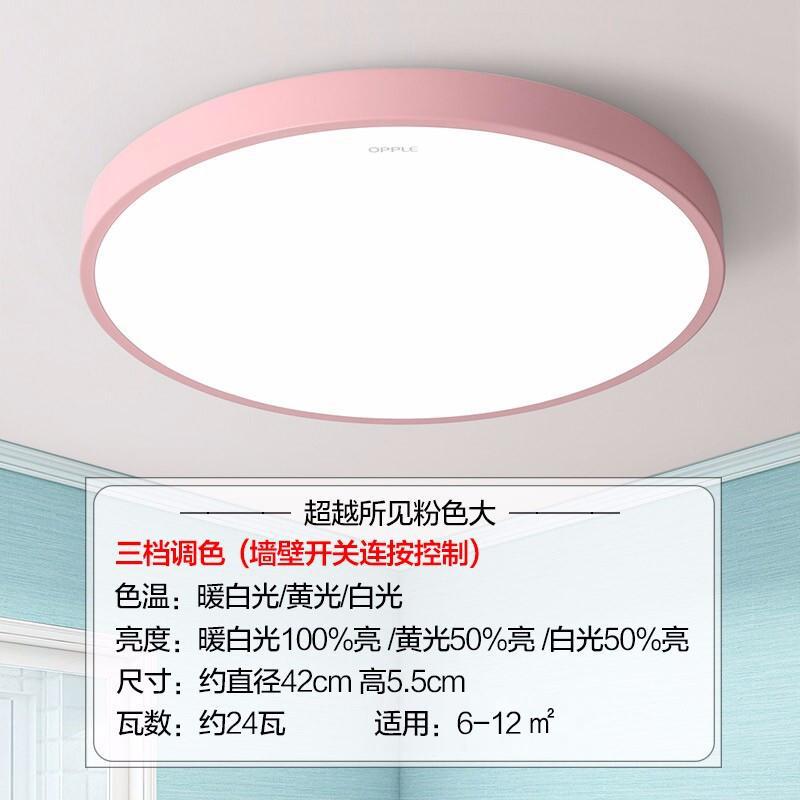 OPPLE
超越所见粉色大
三档调色（墙壁开关连按控制）
色温：暖白光/黄光/白光
亮度：暖白光100%亮 /黄光50%亮 /白光50%亮
尺寸：约直径42cm 高5.5cm
瓦数：约24瓦 适用：6-12 ㎡